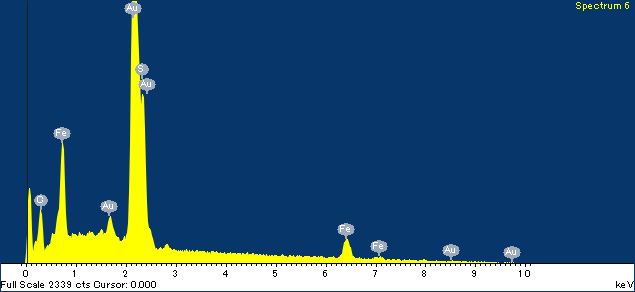 Spectrum 6
Au
S
Au
Fe
C
Au
Fe
Fe
Au
Au
0 1 2 3 4 5 6 7 8 9 10
Full Scale 2339 cts Cursor: 0.000 keV